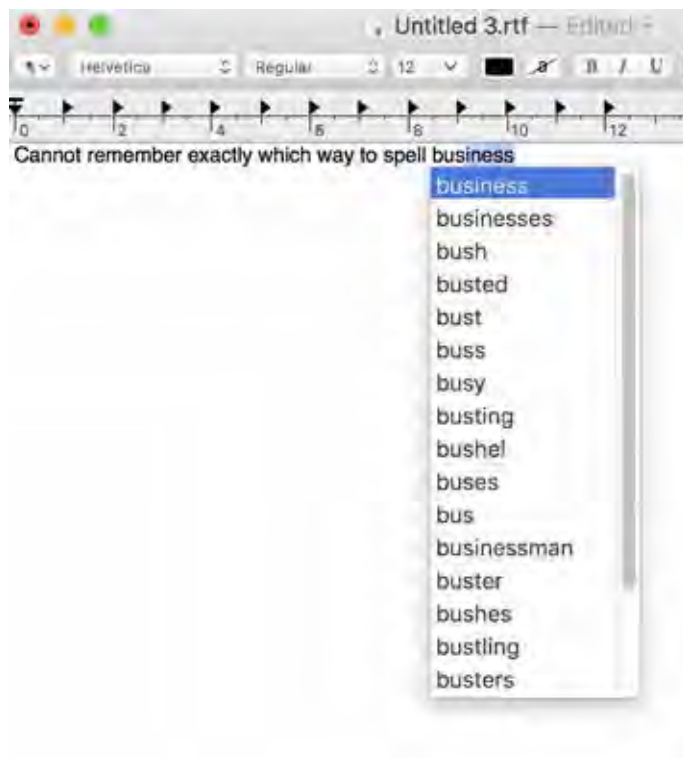 Untitled 3.rtf — Edited
Helvetica Regular 12 a B I U
0 2 4 6 8 10 12
Cannot remember exactly which way to spell business
business
businesses
bush
busted
bust
buss
busy
busting
bushel
buses
bus
businessman
buster
bushes
bustling
busters